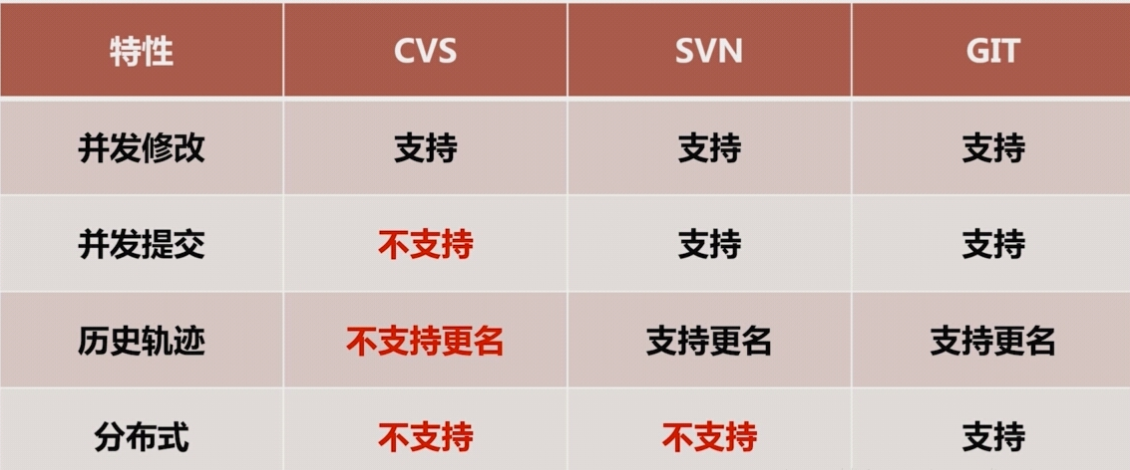 特性 CVS SVN GIT
并发修改 支持 支持 支持
并发提交 不支持 支持 支持
历史轨迹 不支持更名 支持更名 支持更名
分布式 不支持 不支持 支持